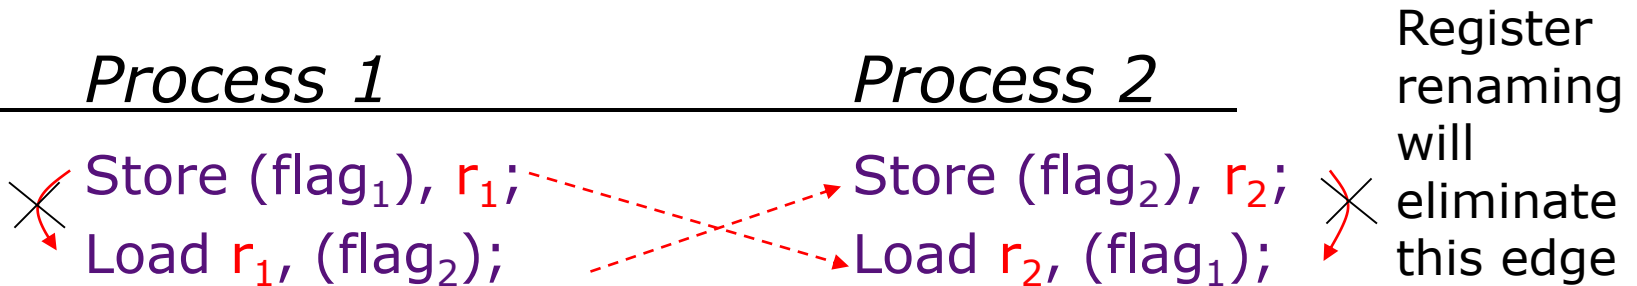 Process 1
Process 2
Store (flag₁), r₁;
Store (flag₂), r₂;
Load r₁, (flag₂);
Load r₂, (flag₁);
Register
renaming
will
eliminate
this edge